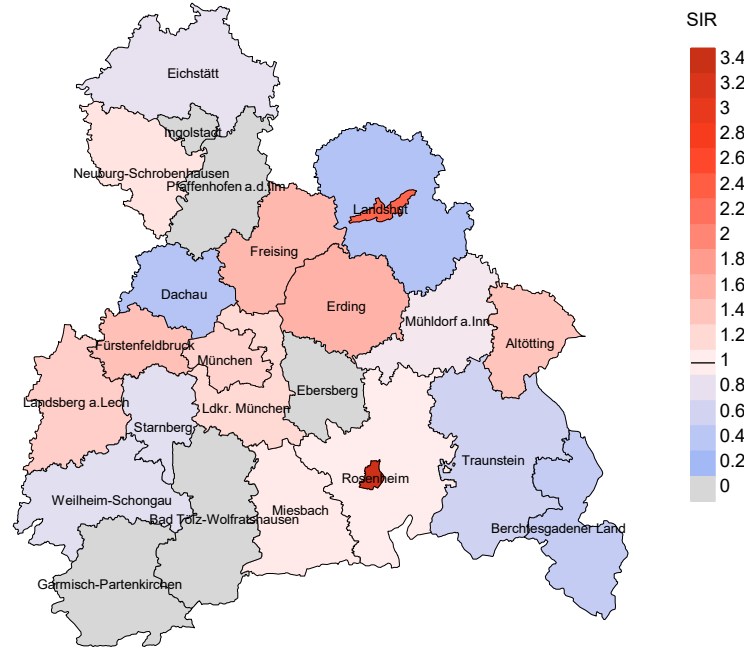 SIR
3.4
3.2
3
2.8
2.6
2.4
2.2
2
1.8
1.6
1.4
1.2
1
0.8
0.6
0.4
0.2
0
Eichstätt
Ingolstadt
Neuburg-Schrobenhausen
Pfaffenhofen a.d.Ilm
Landshut
Freising
Dachau
Erding
Mühldorf a.Inn
Altötting
Fürstenfeldbruck
München
Ebersberg
Landsberg a.Lech
Ldkr. München
Starnberg
Traunstein
Rosenheim
Weilheim-Schongau
Miesbach
Bad Tölz-Wolfratshausen
Berchtesgadener Land
Garmisch-Partenkirchen